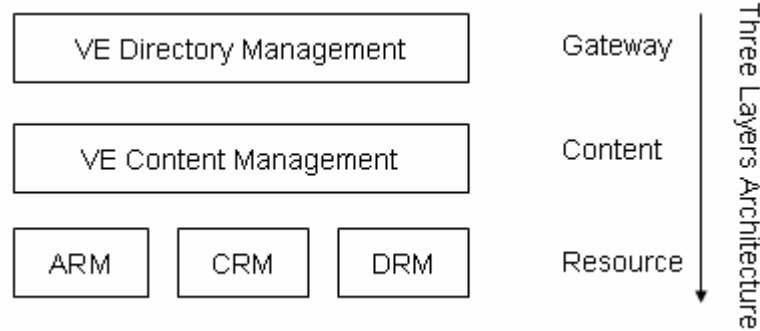 VE Directory Management
Gateway
VE Content Management
Content
ARM
CRM
DRM
Resource
Three Layers Architecture